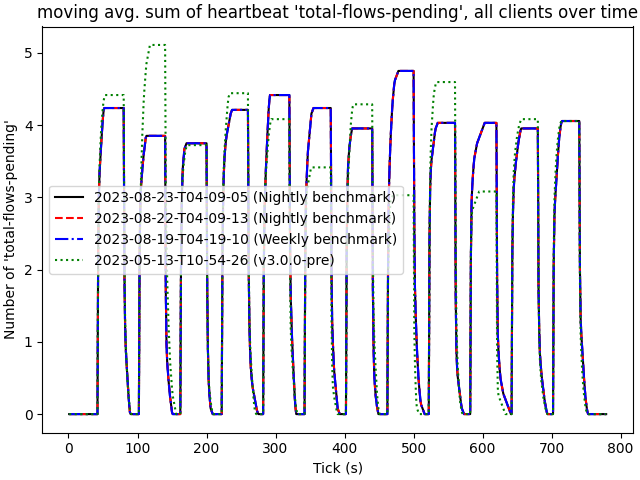 moving avg. sum of heartbeat 'total-flows-pending', all clients over time
Number of 'total-flows-pending'
5
4
3
2
1
0
2023-08-23-T04-09-05 (Nightly benchmark)
2023-08-22-T04-09-13 (Nightly benchmark)
2023-08-19-T04-19-10 (Weekly benchmark)
2023-05-13-T10-54-26 (v3.0.0-pre)
0 100 200 300 400 500 600 700 800
Tick (s)